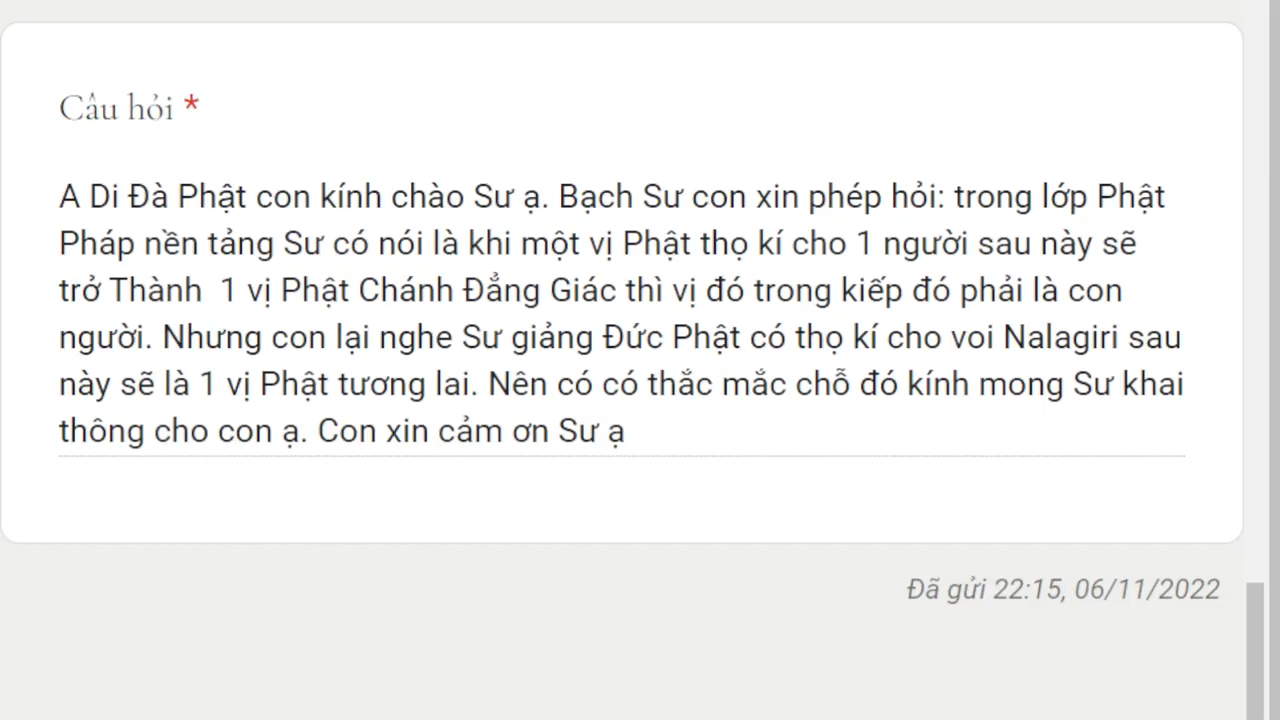 Câu hỏi *
A Di Đà Phật con kính chào Sư ạ. Bạch Sư con xin phép hỏi: trong lớp Phật
Pháp nền tảng Sư có nói là khi một vị Phật thọ kí cho 1 người sau này sẽ
trở Thành  1 vị Phật Chánh Đẳng Giác thì vị đó trong kiếp đó phải là con
người. Nhưng con lại nghe Sư giảng Đức Phật có thọ kí cho voi Nalagiri sau
này sẽ là 1 vị Phật tương lai. Nên có có thắc mắc chỗ đó kính mong Sư khai
thông cho con ạ. Con xin cảm ơn Sư ạ
Đã gửi 22:15, 06/11/2022